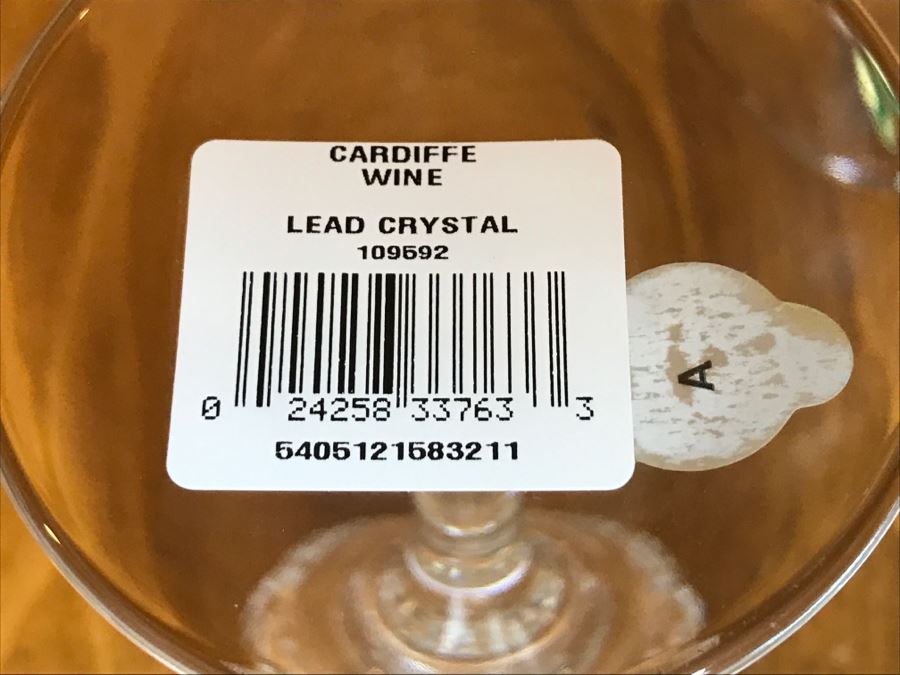 CARDIFFE
WINE
LEAD CRYSTAL
109592
0 24258 33763 3
5405121583211
A